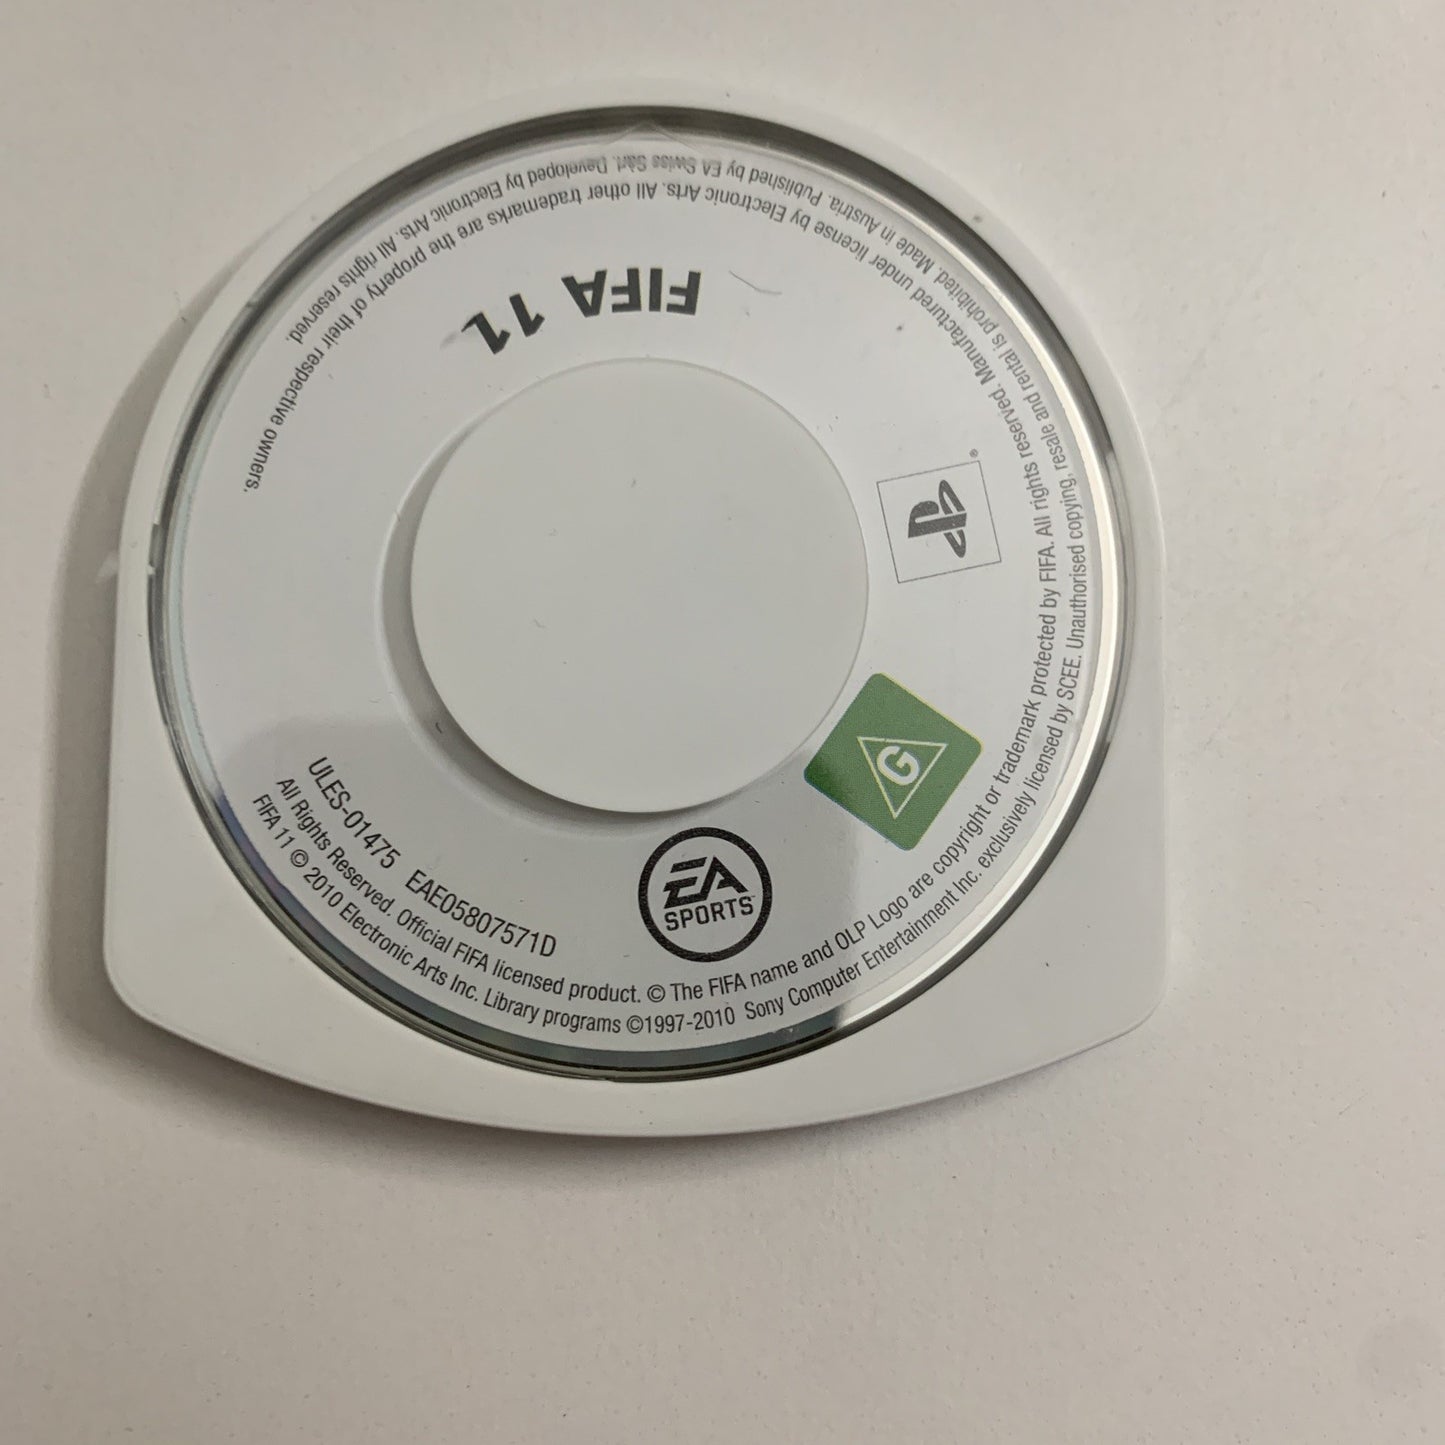 FIFA 11
®
G
EA SPORTS™
ULES-01475 EAE05807571D
All Rights Reserved. Official FIFA licensed product. © The FIFA name and OLP Logo are copyright or trademark protected by FIFA. All rights reserved. Manufactured under license by Electronic Arts. All other trademarks are the property of their respective owners.
FIFA 11 © 2010 Electronic Arts Inc. Library programs ©1997-2010 Sony Computer Entertainment Inc. exclusively licensed by SCEE. Unauthorised copying, resale and rental is prohibited. Made in Austria. Published by EA Swiss Sàrl. Developed by Electronic Arts. All rights reserved.